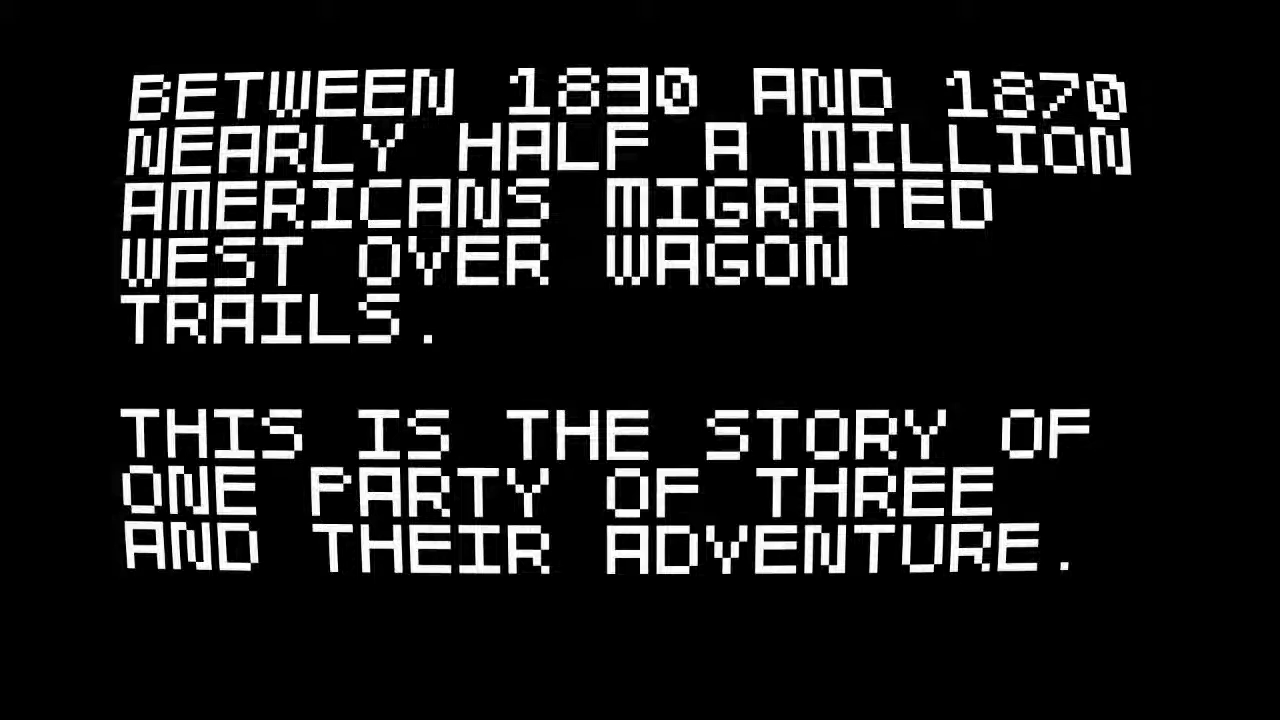 BETWEEN 1830 AND 1870
NEARLY HALF A MILLION
AMERICANS MIGRATED
WEST OVER WAGON
TRAILS.
THIS IS THE STORY OF
ONE PARTY OF THREE
AND THEIR ADVENTURE.